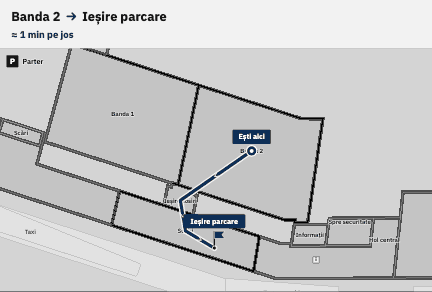 Banda 2 → Ieșire parcare
≈ 1 min pe jos
P Parter
Banda 1
Ești aici
Scări
Ieșire parcare
Taxi
Informații
Spre securitate
Hol central